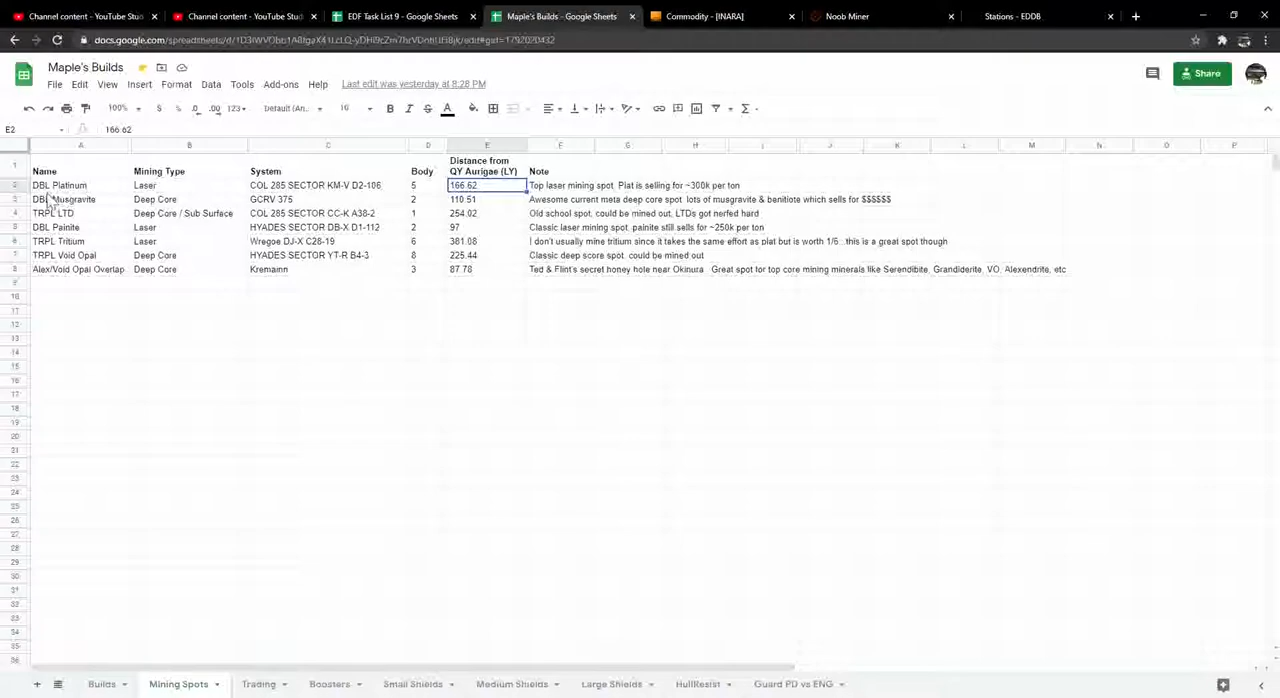 Channel content - YouTube Stud
Channel content - YouTube Stud
EDF Task List 9 - Google Sheets
Maple's Builds - Google Sheets
Commodity - [INARA]
Noob Miner
Stations - EDDB
Maple's Builds
File Edit View Insert Format Data Tools Add-ons Help Last edit was yesterday at 8:28 PM
Share
100% $ % .0 .00 123 Default (Ari... 10 B I S A
E2 166.62
A B C D E F G H I J K L M N O P
Name Mining Type System Body Distance from QY Aurigae (LY) Note
DBL Platinum Laser COL 285 SECTOR KM-V D2-106 5 166.62 Top laser mining spot. Plat is selling for ~300k per ton
DBL Musgravite Deep Core GCRV 375 2 110.51 Awesome current meta deep core spot, lots of musgravite & benitiote which sells for $$$$$$
TRPL LTD Deep Core / Sub Surface COL 285 SECTOR CC-K A38-2 1 254.02 Old school spot, could be mined out, LTDs got nerfed hard
DBL Painite Laser HYADES SECTOR DB-X D1-112 2 97 Classic laser mining spot, painite still sells for ~250k per ton
TRPL Tritium Laser Wregoe DJ-X C28-19 6 381.08 I don't usually mine tritium since it takes the same effort as plat but is worth 1/6...this is a great spot though
TRPL Void Opal HYADES SECTOR YT-R B4-3 8 225.44 Classic deep score spot, could be mined out
Alex/Void Opal Overlap Deep Core Kremainn 3 87.78 Ted & Flint's secret honey hole near Okinura Great spot for top core mining minerals like Serendibite, Grandiderite, VO, Alexendrite, etc
Builds Mining Spots Trading Boosters Small Shields Medium Shields Large Shields HullResist Guard PD vs ENG